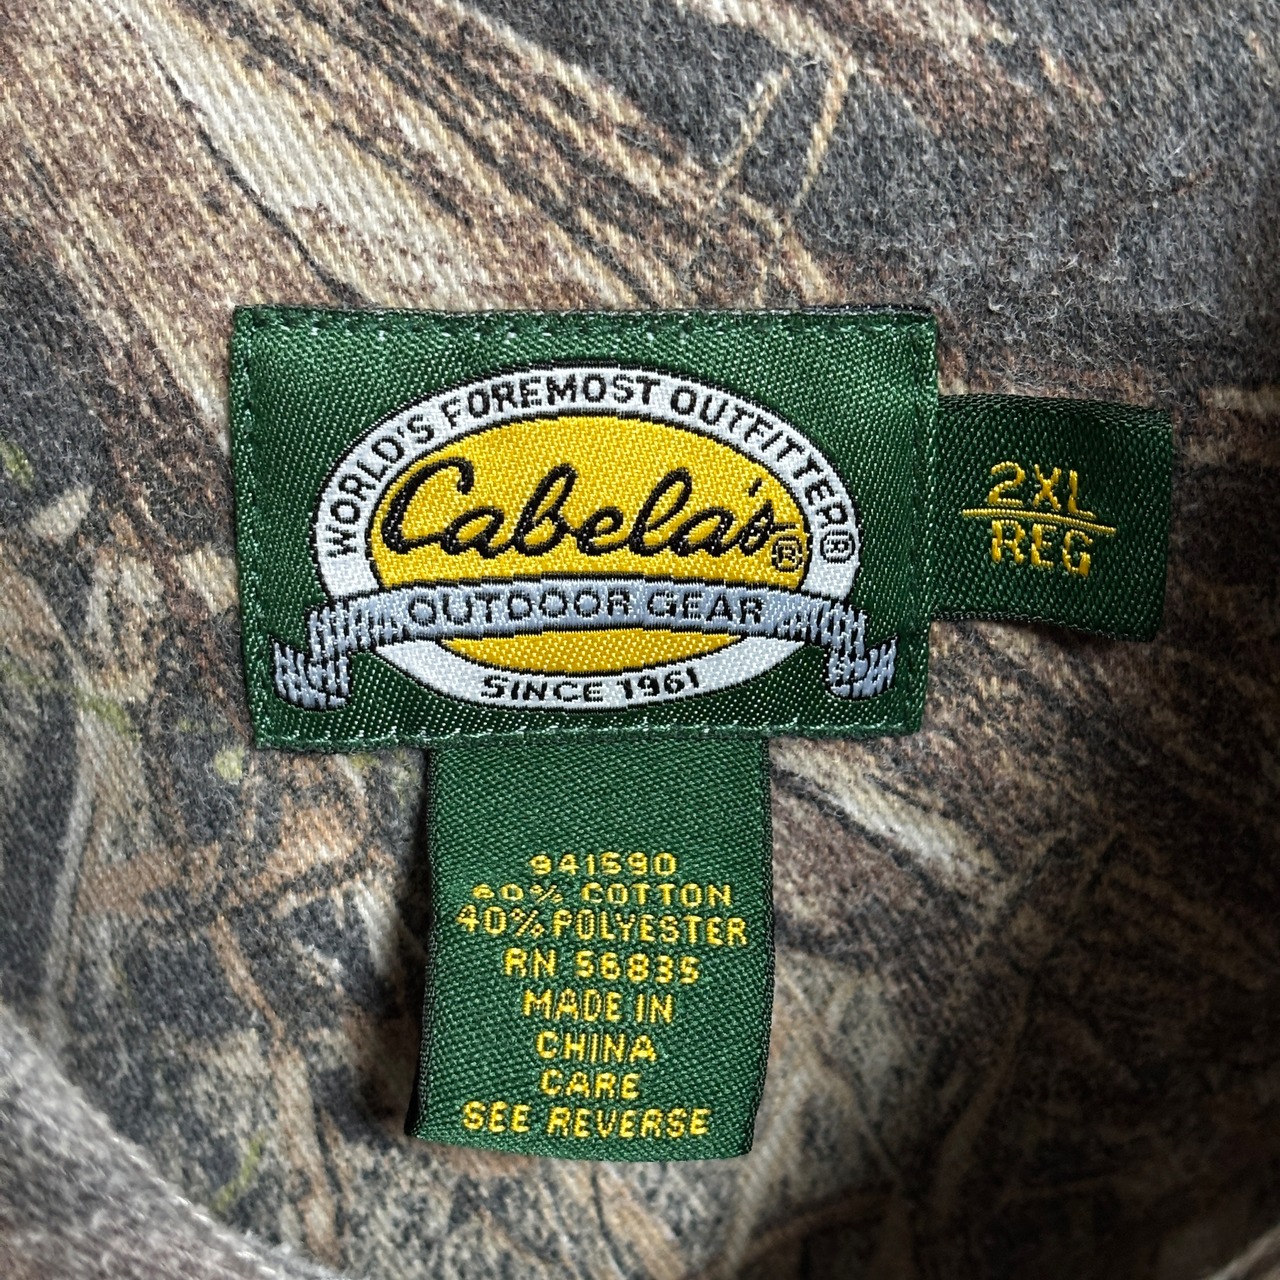 WORLD'S FOREMOST OUTFITTER®
Cabela's®
OUTDOOR GEAR
SINCE 1961
2XL
REG
941590
60% COTTON
40% POLYESTER
RN 56835
MADE IN
CHINA
CARE
SEE REVERSE